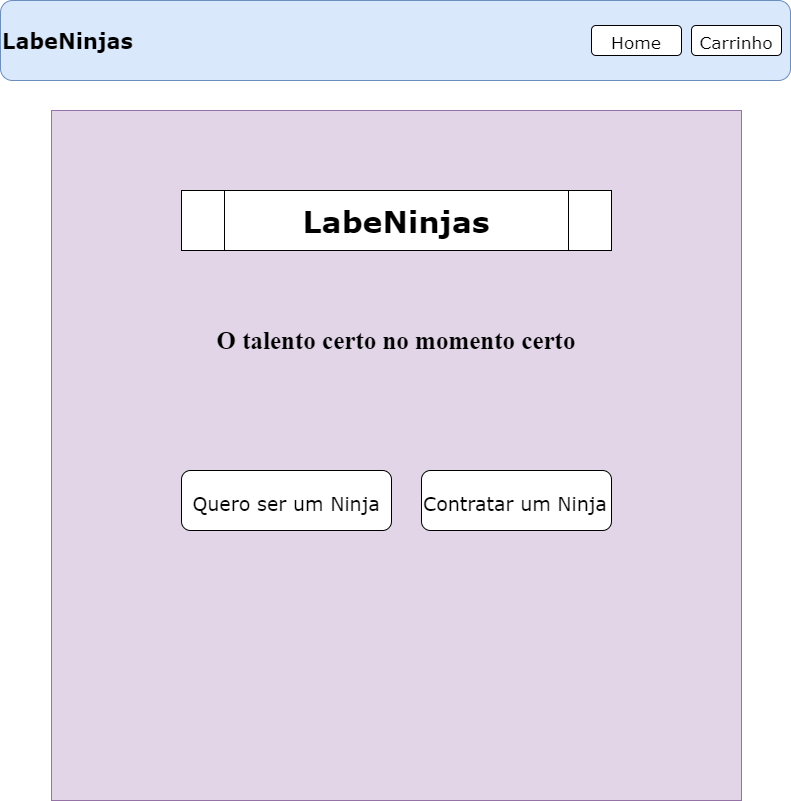 LabeNinjas
Home
Carrinho
LabeNinjas
O talento certo no momento certo
Quero ser um Ninja
Contratar um Ninja